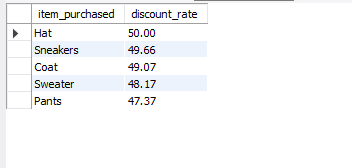 item_purchased discount_rate
Hat 50.00
Sneakers 49.66
Coat 49.07
Sweater 48.17
Pants 47.37